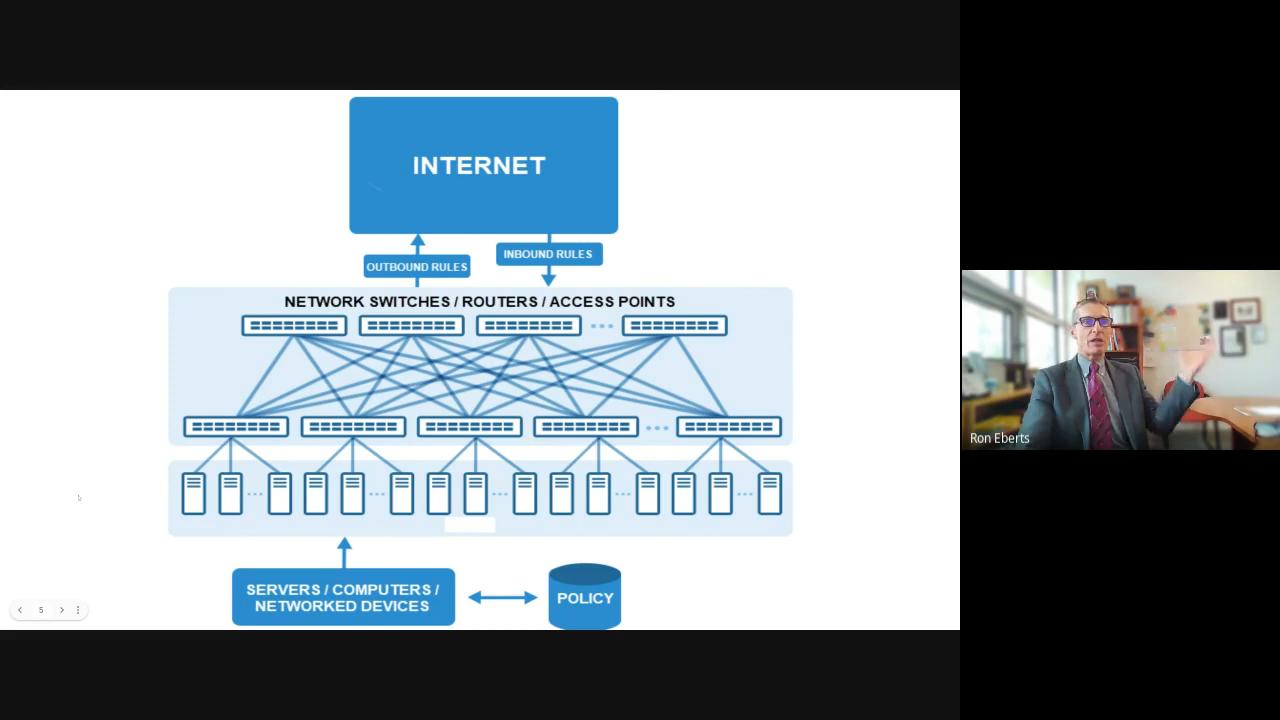 INTERNET
OUTBOUND RULES
INBOUND RULES
NETWORK SWITCHES / ROUTERS / ACCESS POINTS
SERVERS / COMPUTERS /
NETWORKED DEVICES
POLICY
5
Ron Eberts